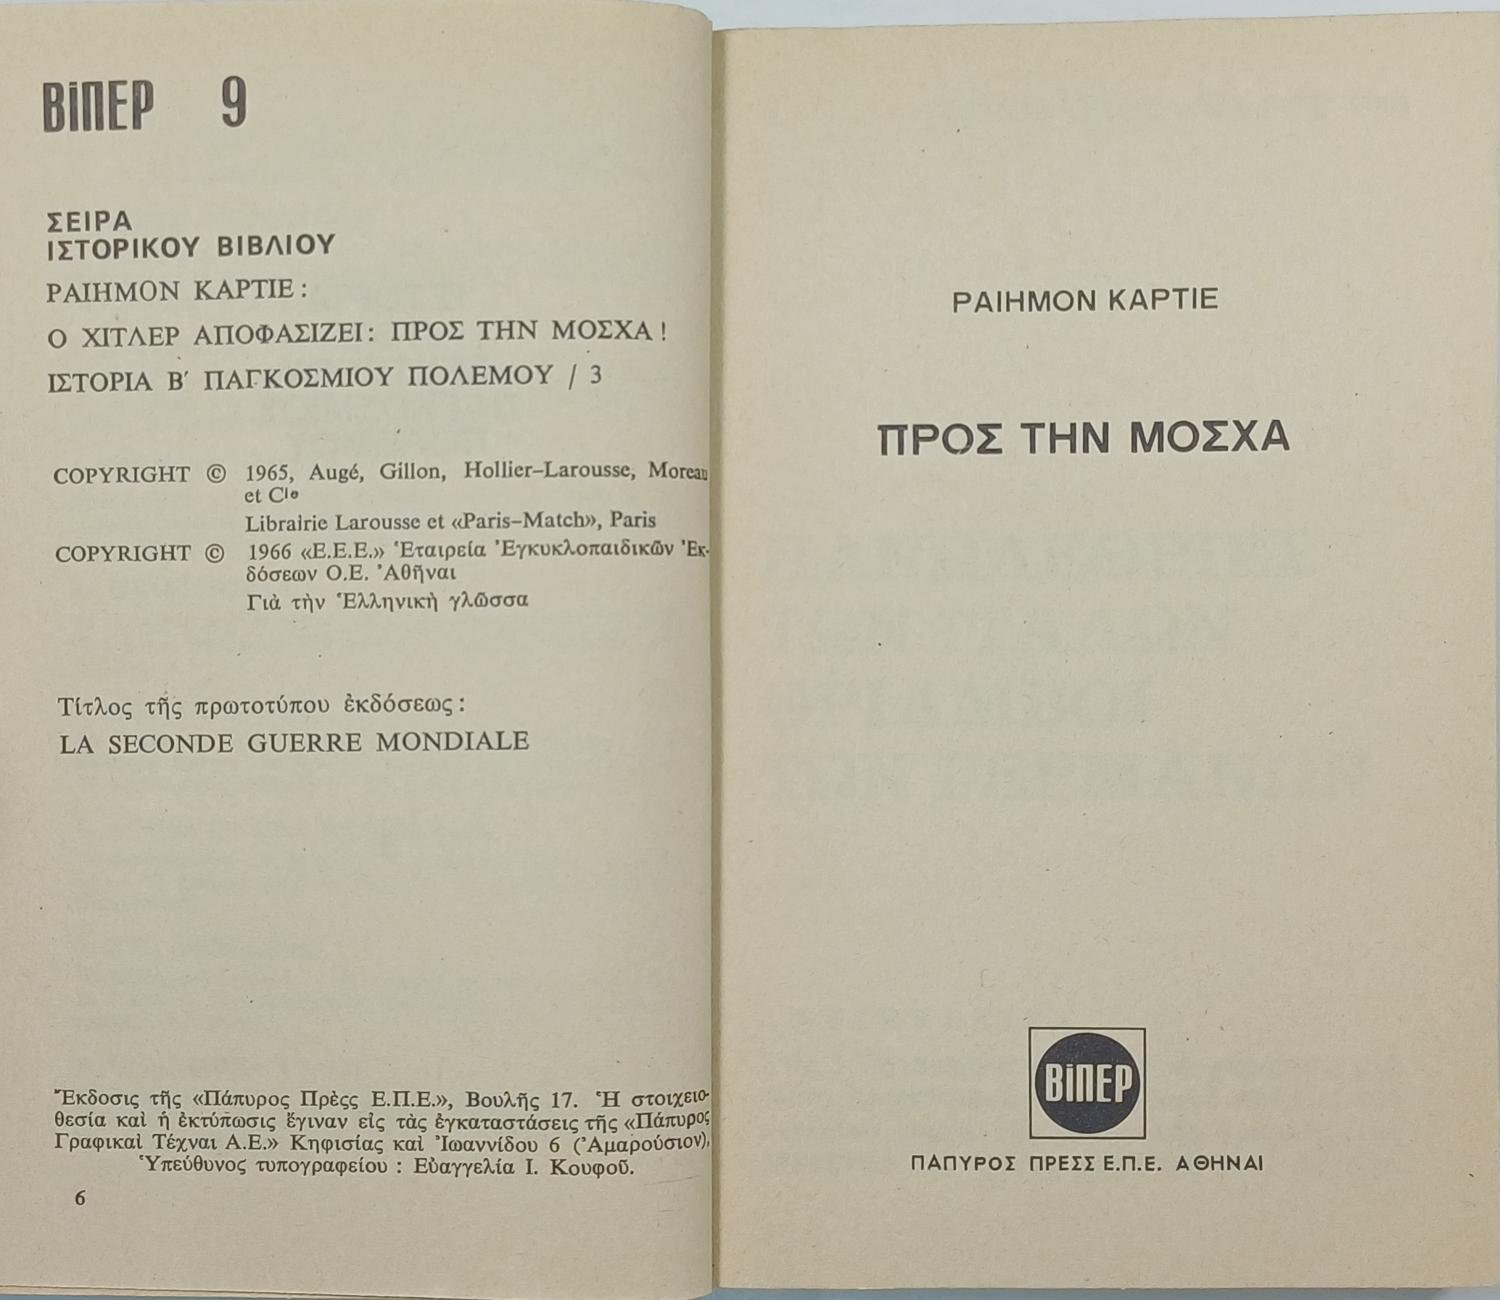 ΒίΠΕΡ 9
ΣΕΙΡΑ
ΙΣΤΟΡΙΚΟΥ ΒΙΒΛΙΟΥ
ΡΑΙΗΜΟΝ ΚΑΡΤΙΕ :
Ο ΧΙΤΛΕΡ ΑΠΟΦΑΣΙΖΕΙ : ΠΡΟΣ ΤΗΝ ΜΟΣΧΑ !
ΙΣΤΟΡΙΑ Β′ ΠΑΓΚΟΣΜΙΟΥ ΠΟΛΕΜΟΥ / 3
COPYRIGHT © 1965, Augé, Gillon, Hollier–Larousse, Moreau
et Cie
Librairie Larousse et «Paris–Match», Paris
COPYRIGHT © 1966 «Ε.Ε.Ε.» Ἑταιρεία Ἐγκυκλοπαιδικῶν Ἐκ-
δόσεων Ο.Ε. Ἀθῆναι
Γιὰ τὴν Ἑλληνικὴ γλῶσσα
Τίτλος τῆς πρωτοτύπου ἐκδόσεως :
LA SECONDE GUERRE MONDIALE
Ἔκδοσις τῆς «Πάπυρος Πρὲςς Ε.Π.Ε.», Βουλῆς 17. Ἡ στοιχειο-
θεσία καὶ ἡ ἐκτύπωσις ἔγιναν εἰς τὰς ἐγκαταστάσεις τῆς «Πάπυρος
Γραφικαὶ Τέχναι Α.Ε.» Κηφισίας καὶ Ἰωαννίδου 6 (Ἀμαρούσιον).
Ὑπεύθυνος τυπογραφείου : Εὐαγγελία Ι. Κουφοῦ.
6
ΡΑΙΗΜΟΝ ΚΑΡΤΙΕ
ΠΡΟΣ ΤΗΝ ΜΟΣΧΑ
ΒίΠΕΡ
ΠΑΠΥΡΟΣ ΠΡΕΣΣ Ε.Π.Ε. ΑΘΗΝΑΙ